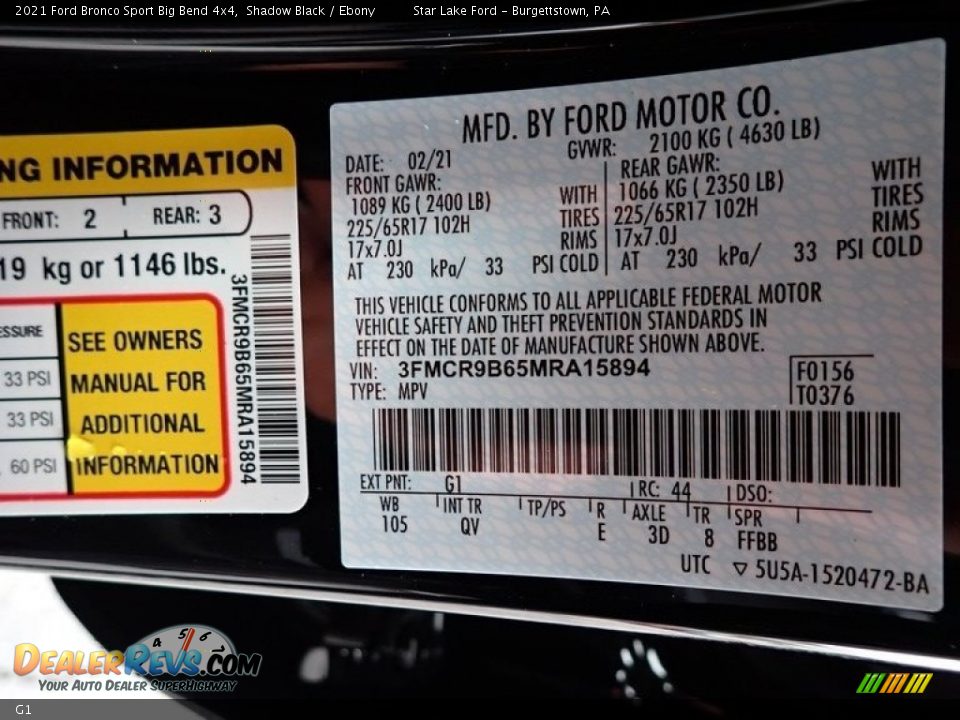 2021 Ford Bronco Sport Big Bend 4x4, Shadow Black / Ebony Star Lake Ford - Burgettstown, PA
NG INFORMATION
FRONT: 2 REAR: 3
19 kg or 1146 lbs.
ESSURE
33 PSI
33 PSI
60 PSI
SEE OWNERS
MANUAL FOR
ADDITIONAL
INFORMATION
3FMCR9B65MRA15894
MFD. BY FORD MOTOR CO.
DATE: 02/21 GVWR: 2100 KG ( 4630 LB)
FRONT GAWR: REAR GAWR:
1089 KG ( 2400 LB) WITH 1066 KG ( 2350 LB) WITH
225/65R17 102H TIRES 225/65R17 102H TIRES
17x7.0J RIMS 17x7.0J RIMS
AT 230 kPa/ 33 PSI COLD AT 230 kPa/ 33 PSI COLD
THIS VEHICLE CONFORMS TO ALL APPLICABLE FEDERAL MOTOR
VEHICLE SAFETY AND THEFT PREVENTION STANDARDS IN
EFFECT ON THE DATE OF MANUFACTURE SHOWN ABOVE.
VIN: 3FMCR9B65MRA15894 F0156
TYPE: MPV T0376
EXT PNT: G1 RC: 44 DSO:
WB INT TR TP/PS R AXLE TR SPR
105 QV E 3D 8 FFBB
UTC ▽ 5U5A-1520472-BA
4 5 6
DealerRevs.com
Your Auto Dealer SuperHighway
G1